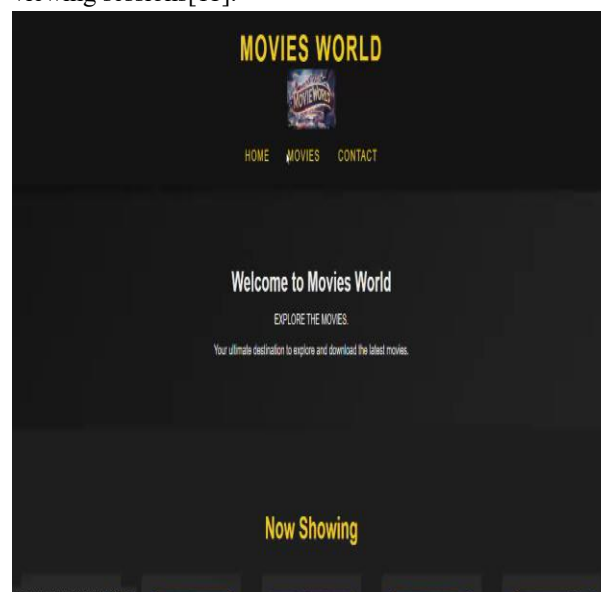 MOVIES WORLD
MOVIEWORLD
HOME MOVIES CONTACT
Welcome to Movies World
EXPLORE THE MOVIES.
Your ultimate destination to explore and download the latest movies.
Now Showing